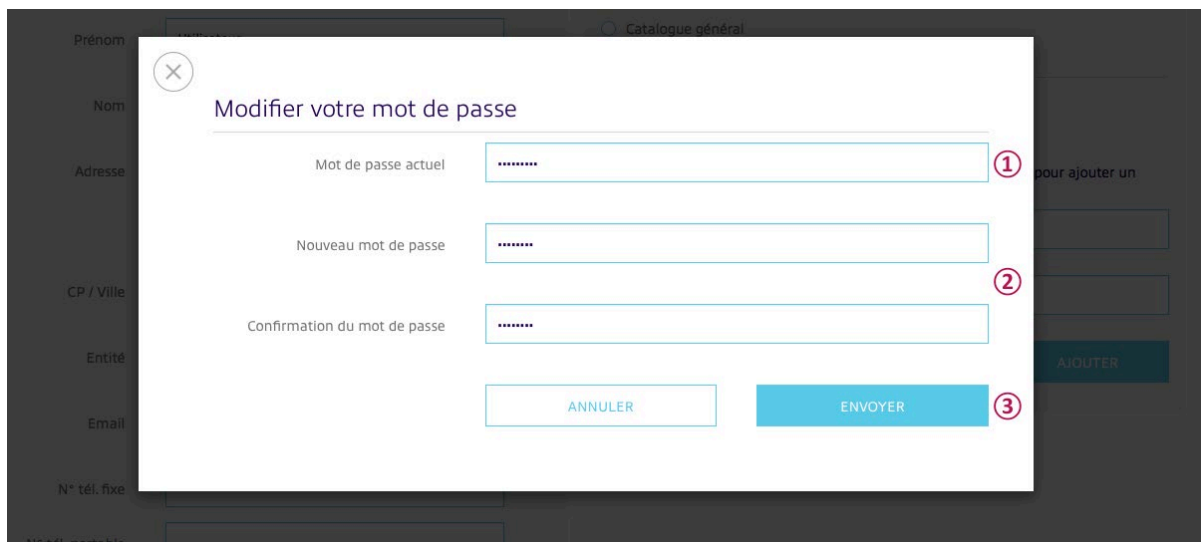 Prénom
Catalogue général
Modifier votre mot de passe
Nom
Mot de passe actuel
①
Adresse
pour ajouter un
Nouveau mot de passe
②
CP / Ville
Confirmation du mot de passe
Entité
AJOUTER
ANNULER
ENVOYER
③
Email
N° tél. fixe